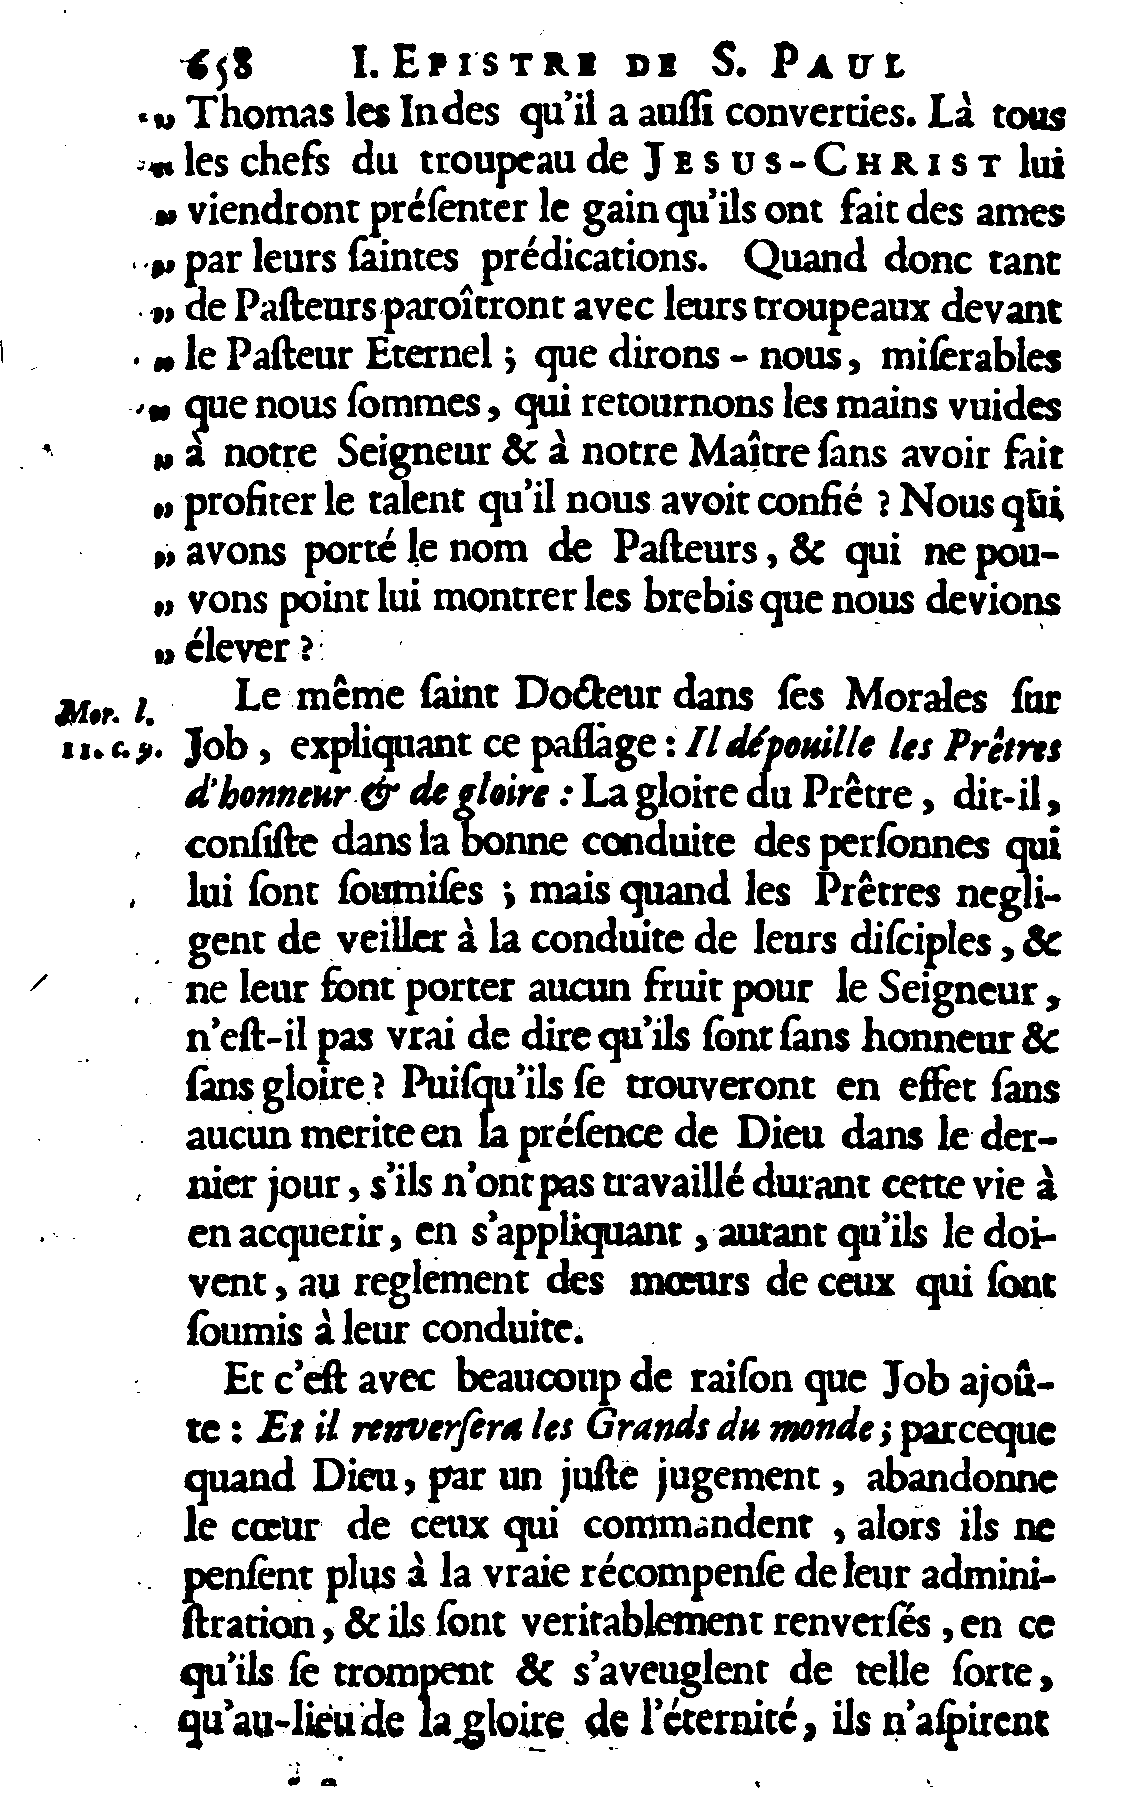 658 I. EPISTRE DE S. PAUL
„ Thomas les Indes qu'il a auſſi converties. Là tous
„ les chefs du troupeau de JESUS-CHRIST lui
„ viendront préſenter le gain qu'ils ont fait des ames
„ par leurs ſaintes prédications. Quand donc tant
„ de Paſteurs paroîtront avec leurs troupeaux devant
„ le Paſteur Eternel ; que dirons-nous, miſerables
„ que nous ſommes, qui retournons les mains vuides
„ à notre Seigneur & à notre Maître ſans avoir fait
„ profiter le talent qu'il nous avoit confié ? Nous qui
„ avons porté le nom de Paſteurs, & qui ne pou-
„ vons point lui montrer les brebis que nous devions
„ élever ?
Le même ſaint Docteur dans ſes Morales ſur
Mor. l.
11. c. 9.
Job, expliquant ce paſſage : Il dépouille les Prêtres
d'honneur & de gloire : La gloire du Prêtre, dit-il,
conſiſte dans la bonne conduite des perſonnes qui
lui ſont ſoumiſes ; mais quand les Prêtres negli-
gent de veiller à la conduite de leurs diſciples, &
ne leur font porter aucun fruit pour le Seigneur,
n'eſt-il pas vrai de dire qu'ils ſont ſans honneur &
ſans gloire ? Puiſqu'ils ſe trouveront en effet ſans
aucun merite en la préſence de Dieu dans le der-
nier jour, s'ils n'ont pas travaillé durant cette vie à
en acquerir, en s'appliquant, autant qu'ils le doi-
vent, au reglement des mœurs de ceux qui ſont
ſoumis à leur conduite.
Et c'eſt avec beaucoup de raiſon que Job ajoû-
te : Et il renverſera les Grands du monde ; parceque
quand Dieu, par un juſte jugement, abandonne
le cœur de ceux qui commandent, alors ils ne
penſent plus à la vraie récompenſe de leur admini-
ſtration, & ils ſont veritablement renverſés, en ce
qu'ils ſe trompent & s'aveuglent de telle ſorte,
qu'au-lieu de la gloire de l'éternité, ils n'aſpirent